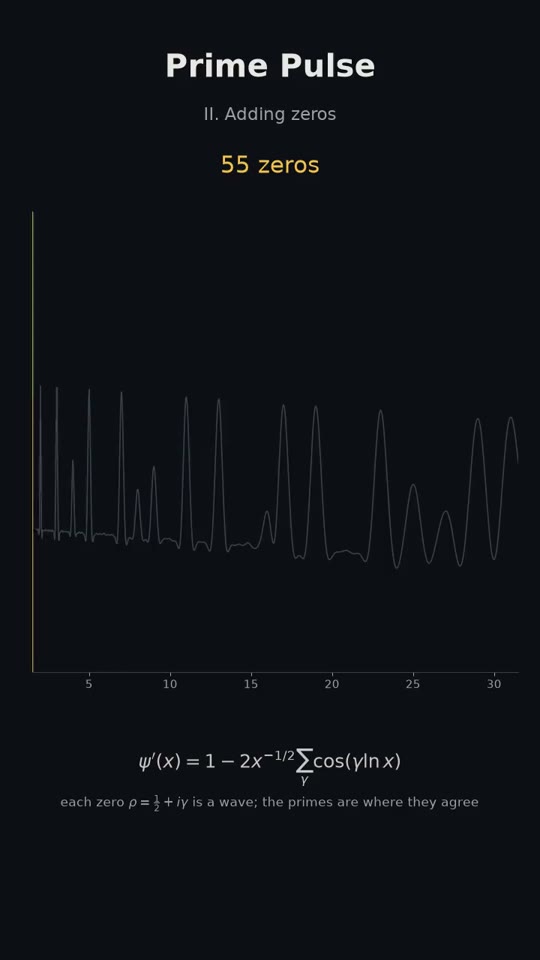 Prime Pulse
II. Adding zeros
55 zeros
5 10 15 20 25 30
ψ′(x) = 1 − 2x^{−1/2} ∑_γ cos(γ ln x)
each zero ρ = 1/2 + iγ is a wave; the primes are where they agree